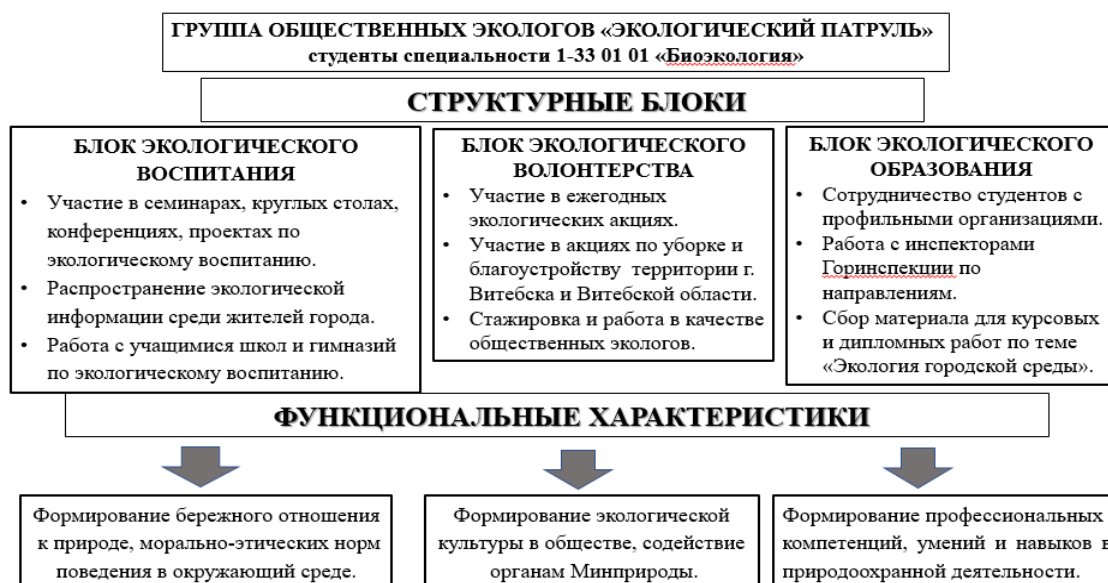 ГРУППА ОБЩЕСТВЕННЫХ ЭКОЛОГОВ «ЭКОЛОГИЧЕСКИЙ ПАТРУЛЬ»
студенты специальности 1-33 01 01 «Биоэкология»
СТРУКТУРНЫЕ БЛОКИ
БЛОК ЭКОЛОГИЧЕСКОГО
ВОСПИТАНИЯ
• Участие в семинарах, круглых столах,
конференциях, проектах по
экологическому воспитанию.
• Распространение экологической
информации среди жителей города.
• Работа с учащимися школ и гимназий
по экологическому воспитанию.
БЛОК ЭКОЛОГИЧЕСКОГО
ВОЛОНТЕРСТВА
• Участие в ежегодных
экологических акциях.
• Участие в акциях по уборке и
благоустройству территории г.
Витебска и Витебской области.
• Стажировка и работа в качестве
общественных экологов.
БЛОК ЭКОЛОГИЧЕСКОГО
ОБРАЗОВАНИЯ
• Сотрудничество студентов с
профильными организациями.
• Работа с инспекторами
Горинспекции по
направлениям.
• Сбор материала для курсовых
и дипломных работ по теме
«Экология городской среды».
ФУНКЦИОНАЛЬНЫЕ ХАРАКТЕРИСТИКИ
Формирование бережного отношения
к природе, морально-этических норм
поведения в окружающий среде.
Формирование экологической
культуры в обществе, содействие
органам Минприроды.
Формирование профессиональных
компетенций, умений и навыков в
природоохранной деятельности.